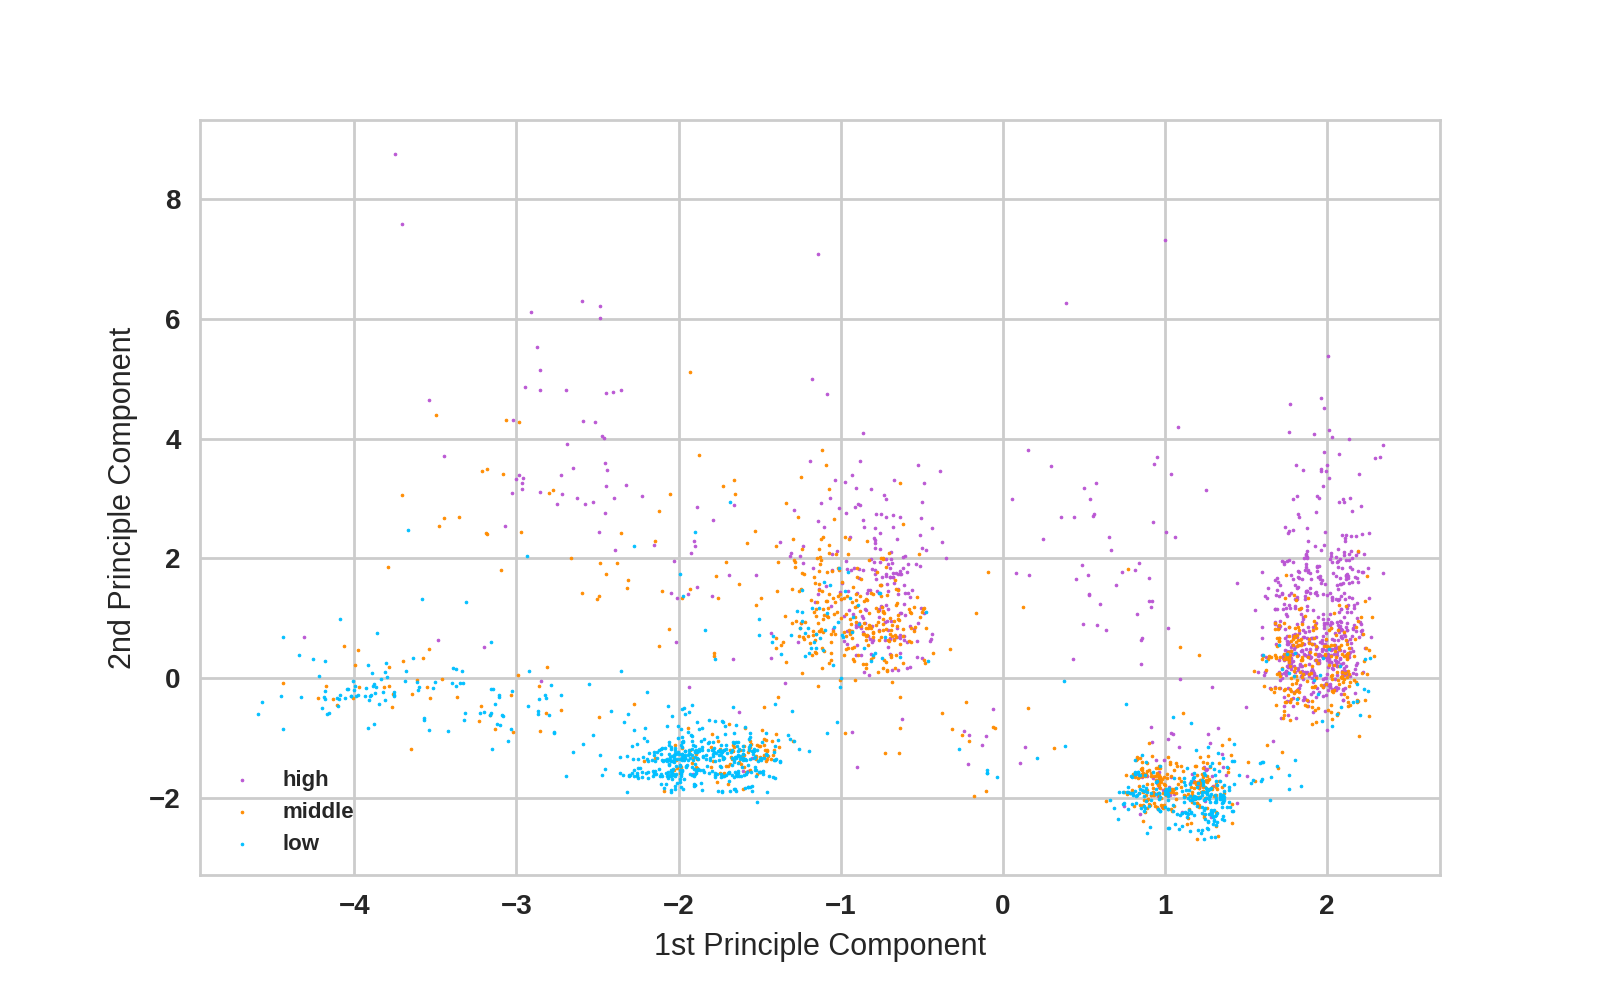 8
6
4
2
0
−2
2nd Principle Component
high
middle
low
−4 −3 −2 −1 0 1 2
1st Principle Component